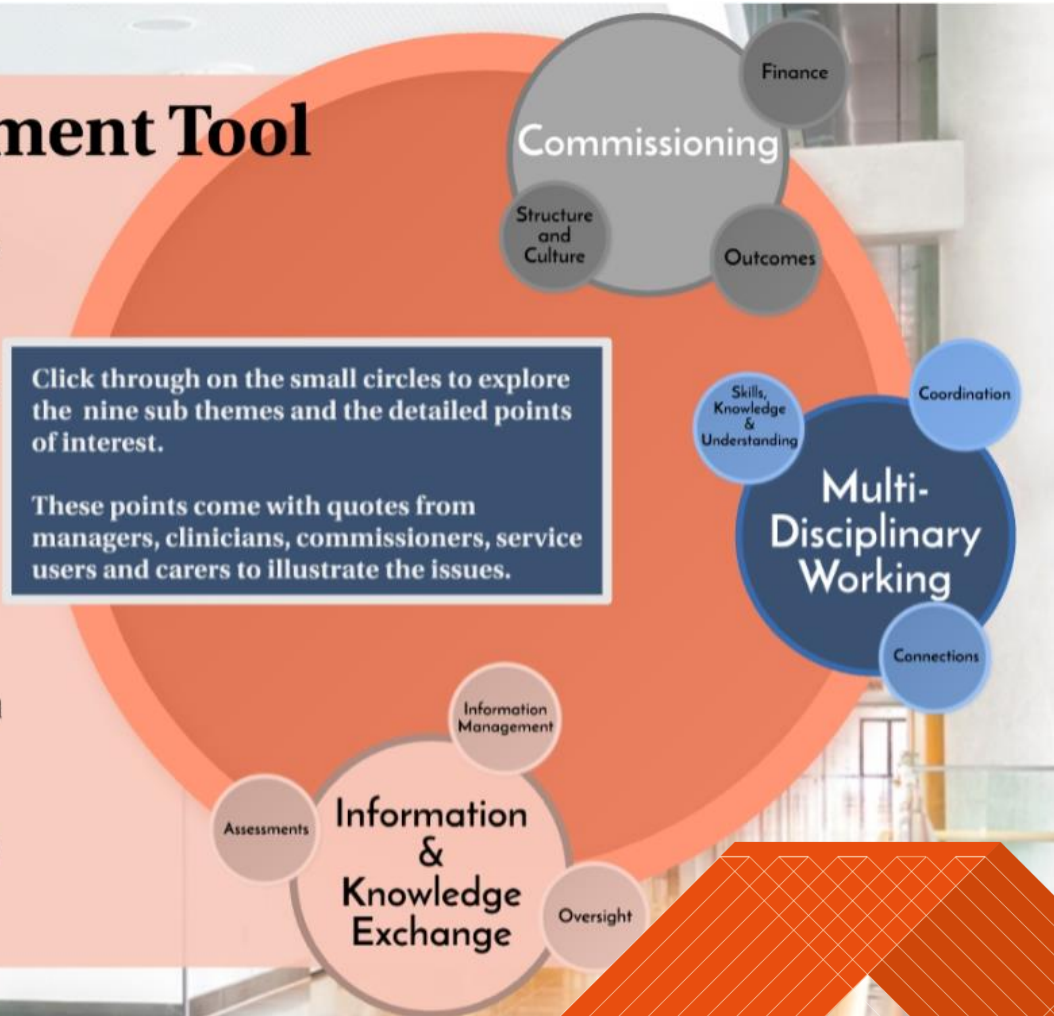 ment Tool
Click through on the small circles to explore
the nine sub themes and the detailed points
of interest.
These points come with quotes from
managers, clinicians, commissioners, service
users and carers to illustrate the issues.
Commissioning
Finance
Structure
and
Culture
Outcomes
Skills,
Knowledge
&
Understanding
Coordination
Multi-
Disciplinary
Working
Connections
Information
Management
Assessments
Information
&
Knowledge
Exchange
Oversight